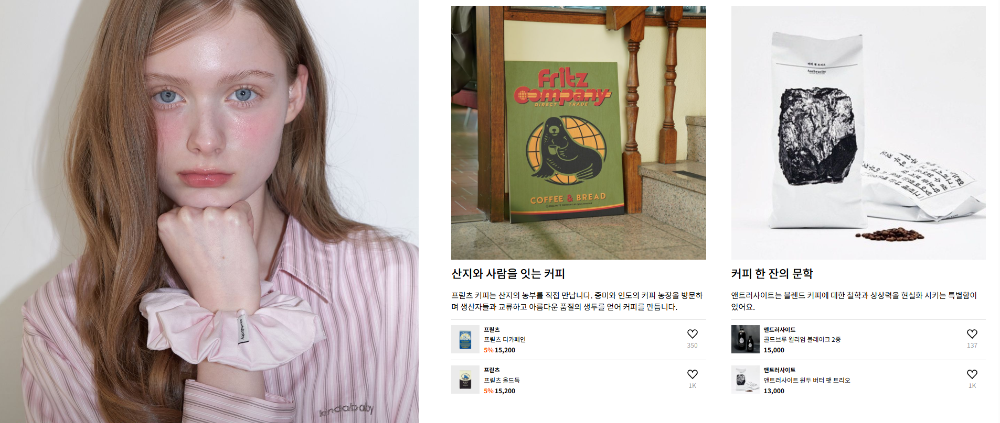 kindababy
kindababy
Fritz
Company
DIRECT TRADE
COFFEE & BREAD
산지와 사람을 잇는 커피
프릳츠 커피는 산지의 농부를 직접 만납니다. 중미와 인도의 커피 농장을 방문하
며 생산자들과 교류하고 아름다운 품질의 생두를 얻어 커피를 만듭니다.
프릳츠
프릳츠 디카페인
5% 15,200
350
프릳츠
프릳츠 올드독
5% 15,200
1K
버터 팻 트리오
Anthracite
커피 한 잔의 문학
앤트러사이트는 블렌드 커피에 대한 철학과 상상력을 현실화 시키는 특별함이
있어요.
앤트러사이트
콜드브루 윌리엄 블레이크 2종
15,000
137
앤트러사이트
앤트러사이트 원두 버터 팻 트리오
13,000
1K